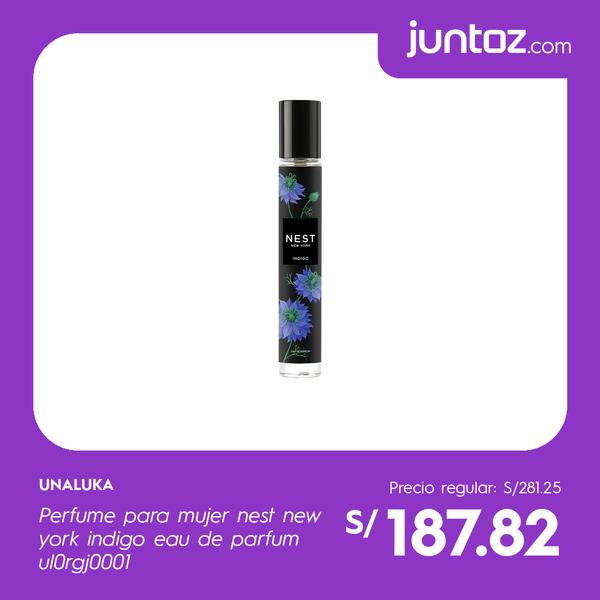 juntoz.com
NEST
NEW YORK
INDIGO
UNALUKA
Perfume para mujer nest new
york indigo eau de parfum
ul0rgj0001
Precio regular: S/281.25
S/187.82